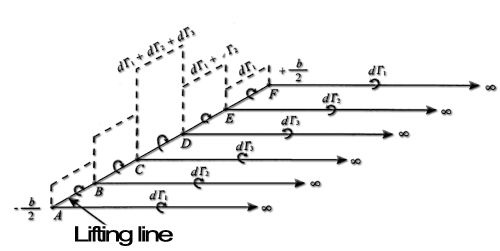 dΓ₁ + dΓ₂ + dΓ₃
dΓ₁ + Γ₂
dΓ₁
+ b/2
dΓ₁
∞
F
dΓ₂
∞
E
dΓ₃
∞
D
dΓ₃
∞
C
dΓ₂
∞
B
- b/2
A
dΓ₁
∞
Lifting line